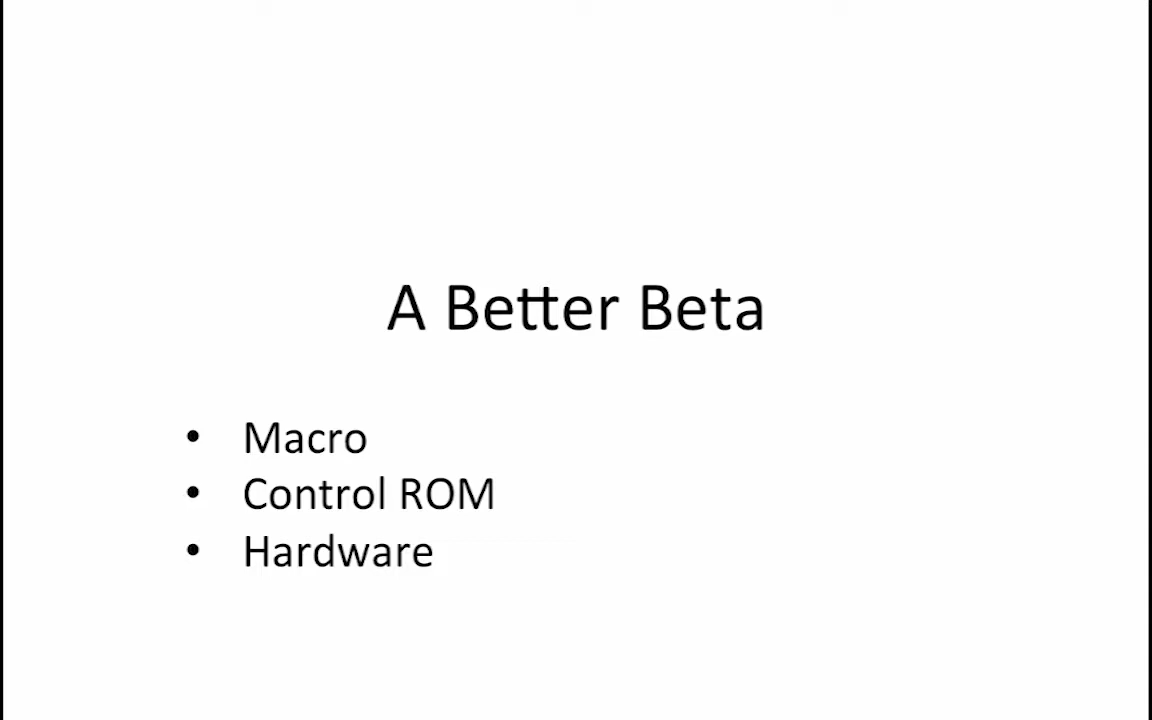 A Better Beta
• Macro
• Control ROM
• Hardware